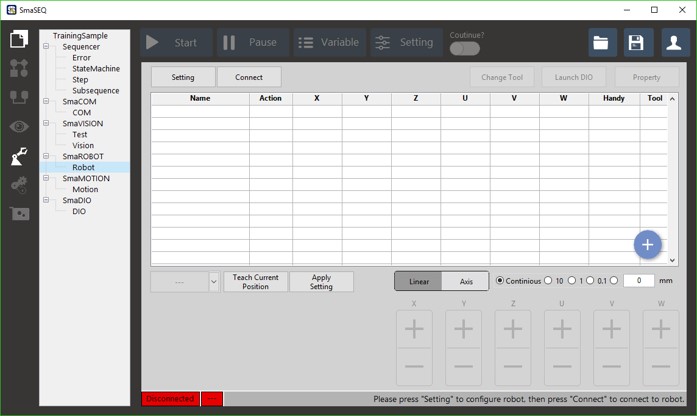 SmaSEQ
Start
Pause
Variable
Setting
Coutinue?
TrainingSample
Sequencer
Error
StateMachine
Step
Subsequence
SmaCOM
COM
SmaVISION
Test
Vision
SmaROBOT
Robot
SmaMOTION
Motion
SmaDIO
DIO
Setting
Connect
Change Tool
Launch DIO
Property
Name Action X Y Z U V W Handy Tool
---
Teach Current
Position
Apply
Setting
Linear
Axis
Continious 10 1 0.1 0 mm
X Y Z U V W
Disconnected
---
Please press "Setting" to configure robot, then press "Connect" to connect to robot.